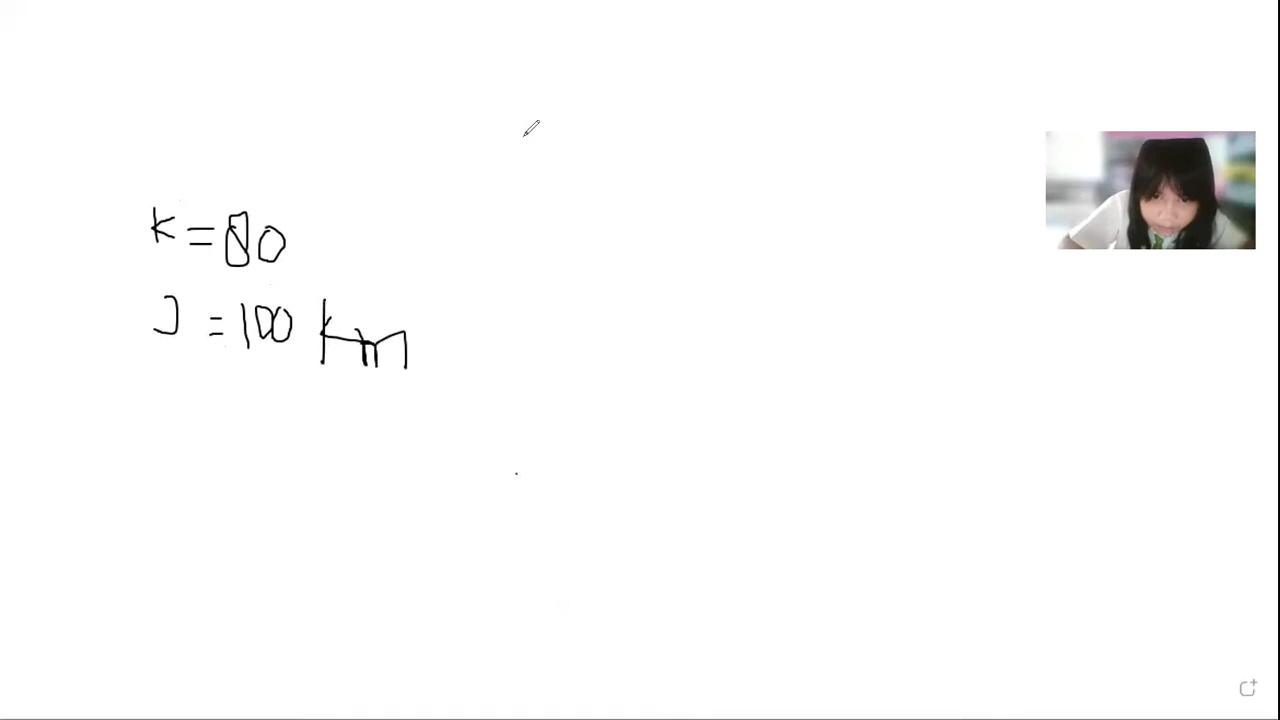 K = 80
J = 100 km